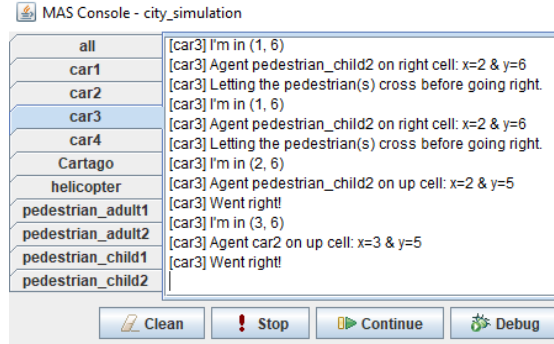 MAS Console - city_simulation
all
car1
car2
car3
car4
Cartago
helicopter
pedestrian_adult1
pedestrian_adult2
pedestrian_child1
pedestrian_child2
[car3] I'm in (1, 6)
[car3] Agent pedestrian_child2 on right cell: x=2 & y=6
[car3] Letting the pedestrian(s) cross before going right.
[car3] I'm in (1, 6)
[car3] Agent pedestrian_child2 on right cell: x=2 & y=6
[car3] Letting the pedestrian(s) cross before going right.
[car3] I'm in (2, 6)
[car3] Agent pedestrian_child2 on up cell: x=2 & y=5
[car3] Went right!
[car3] I'm in (3, 6)
[car3] Agent car2 on up cell: x=3 & y=5
[car3] Went right!
Clean
Stop
Continue
Debug